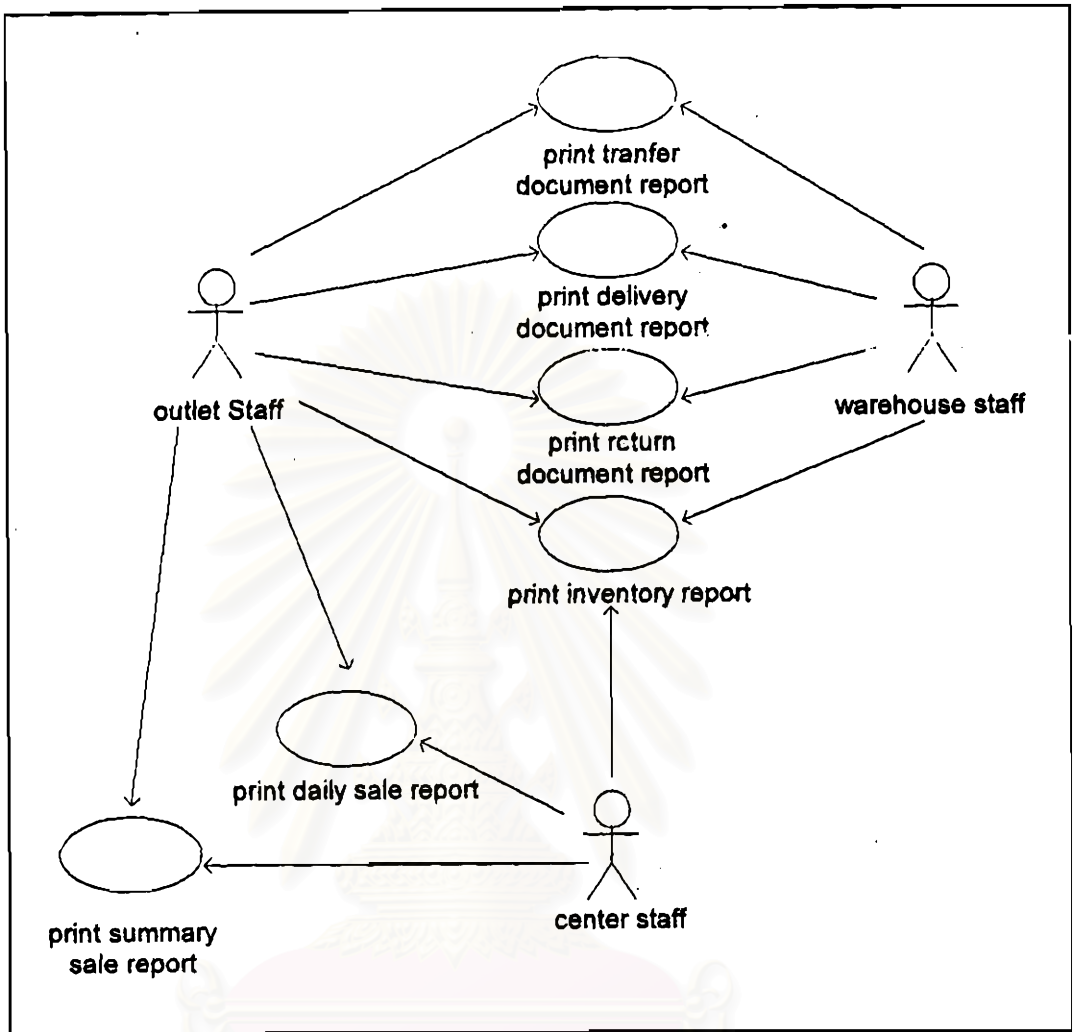 print tranfer
document report
print delivery
document report
outlet Staff
warehouse staff
print return
document report
print inventory report
print daily sale report
center staff
print summary
sale report